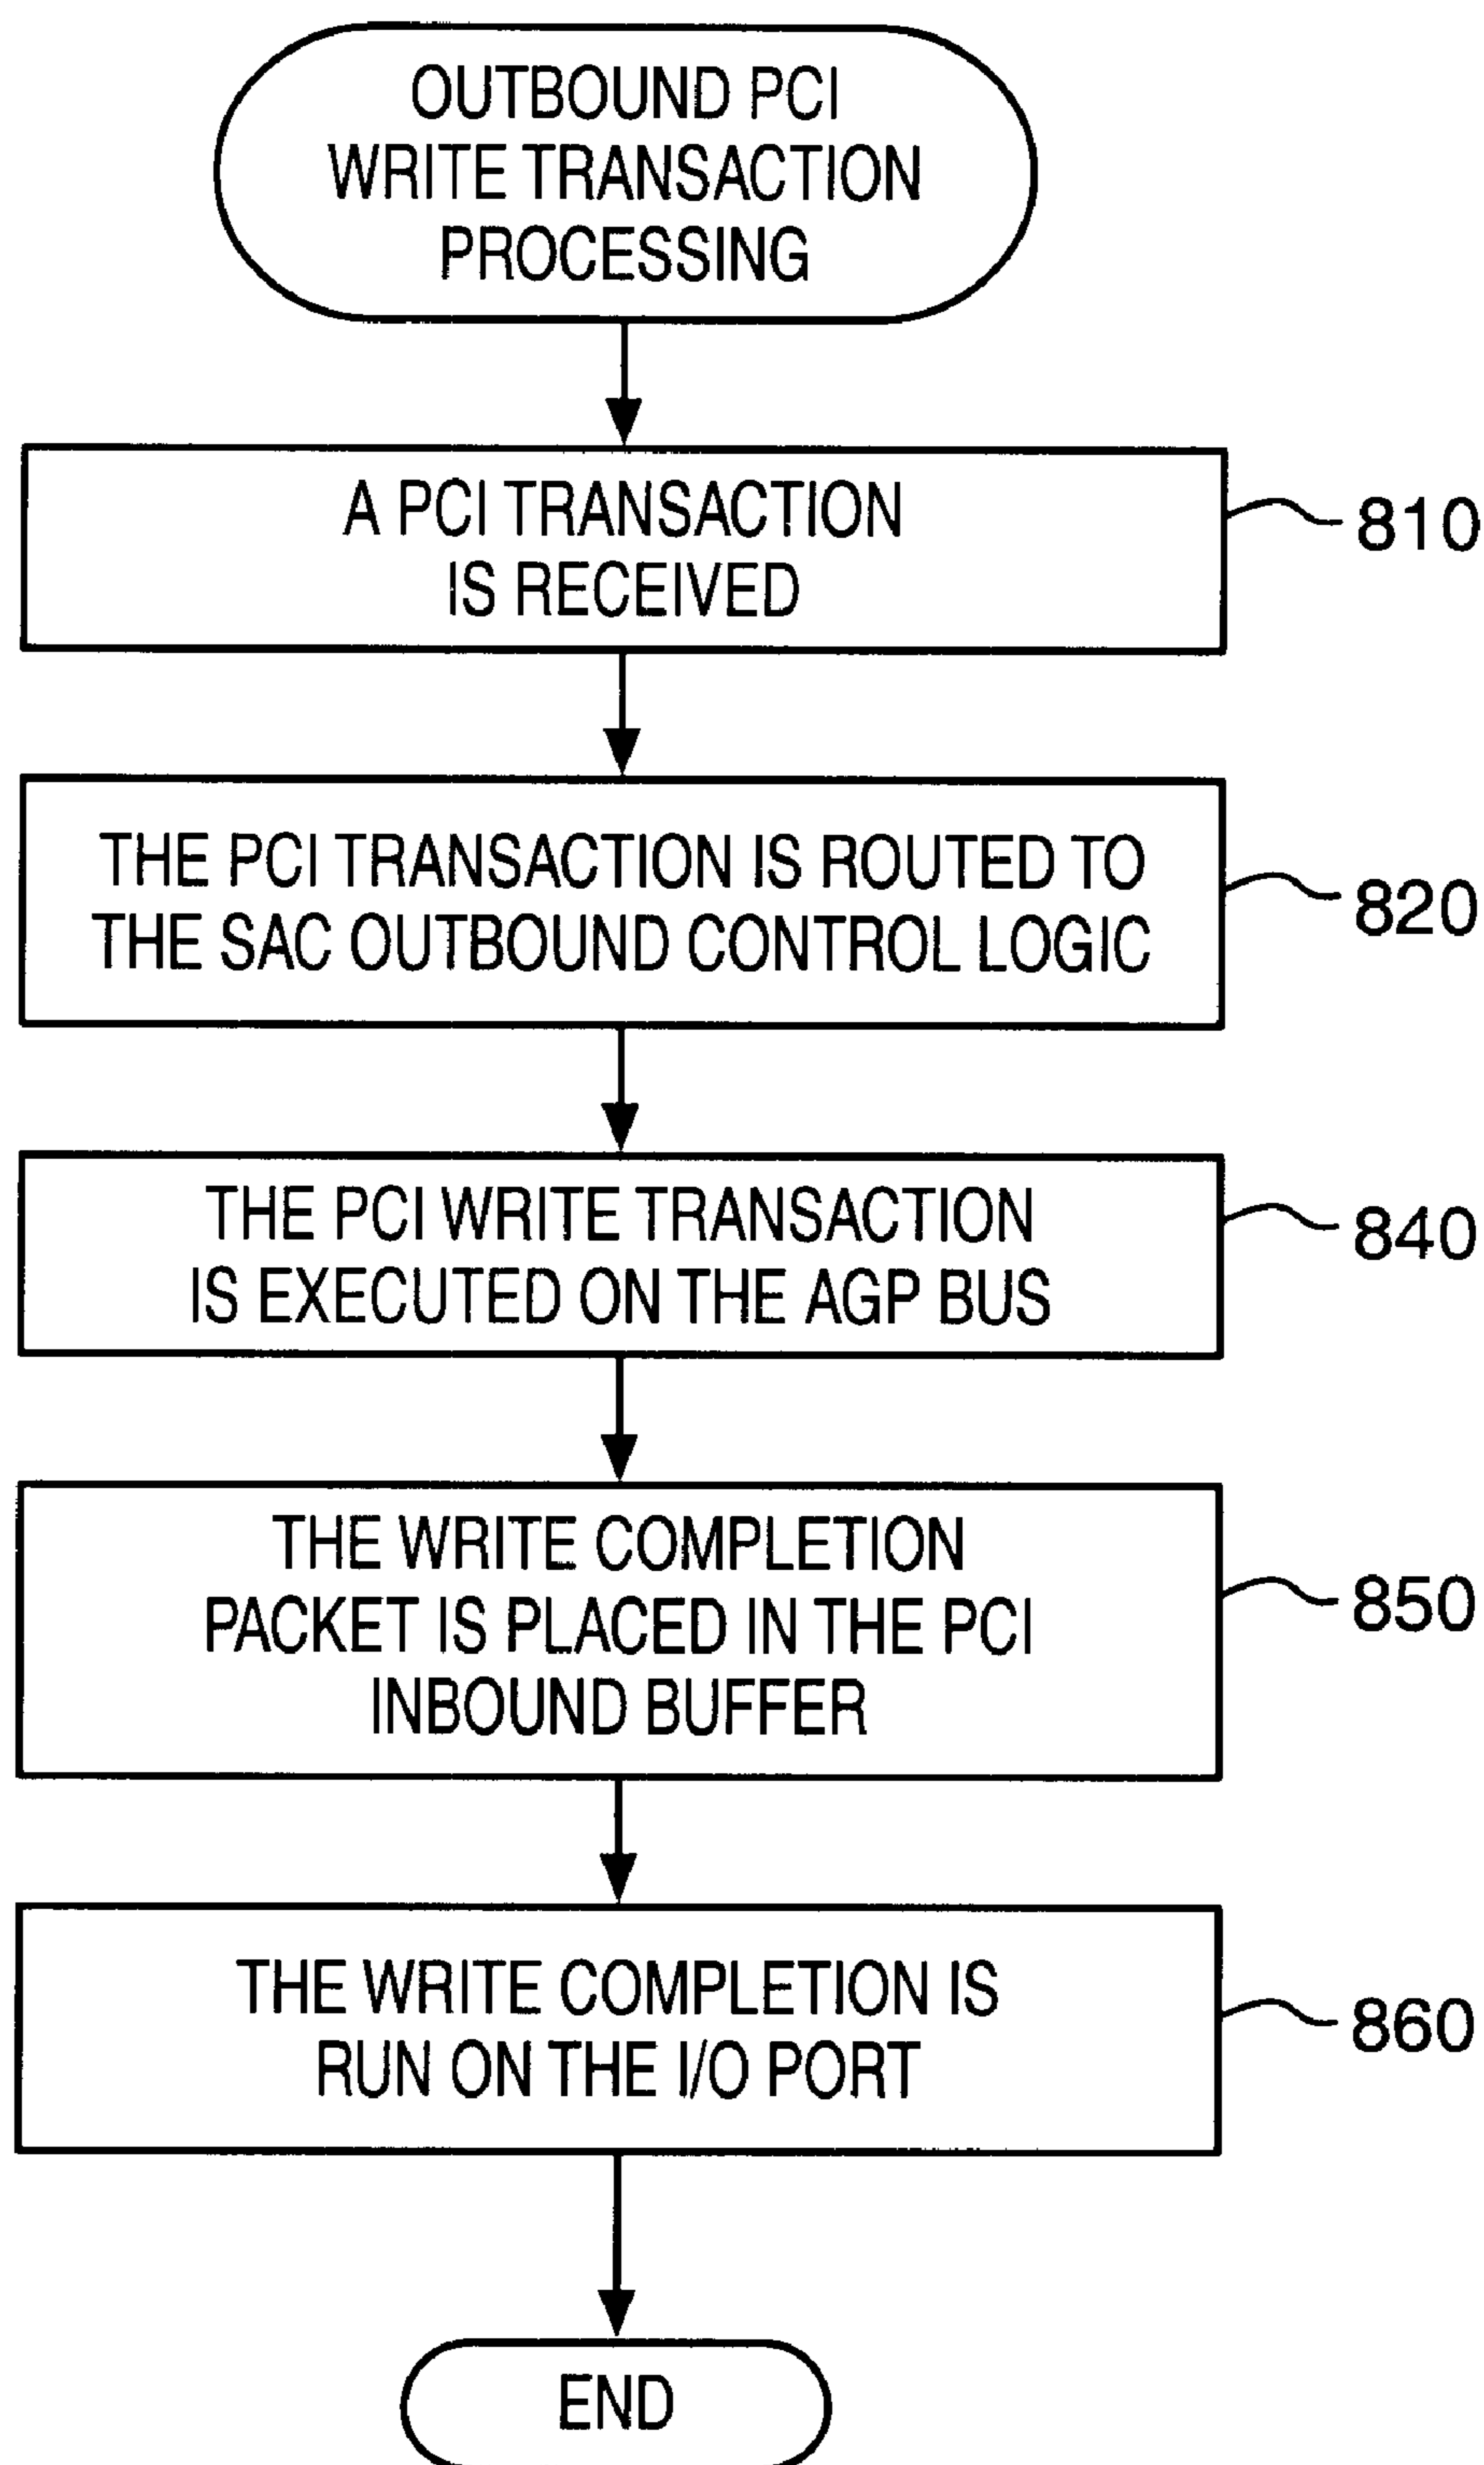 OUTBOUND PCI
WRITE TRANSACTION
PROCESSING
A PCI TRANSACTION
IS RECEIVED
810
THE PCI TRANSACTION IS ROUTED TO
THE SAC OUTBOUND CONTROL LOGIC
820
THE PCI WRITE TRANSACTION
IS EXECUTED ON THE AGP BUS
840
THE WRITE COMPLETION
PACKET IS PLACED IN THE PCI
INBOUND BUFFER
850
THE WRITE COMPLETION IS
RUN ON THE I/O PORT
860
END